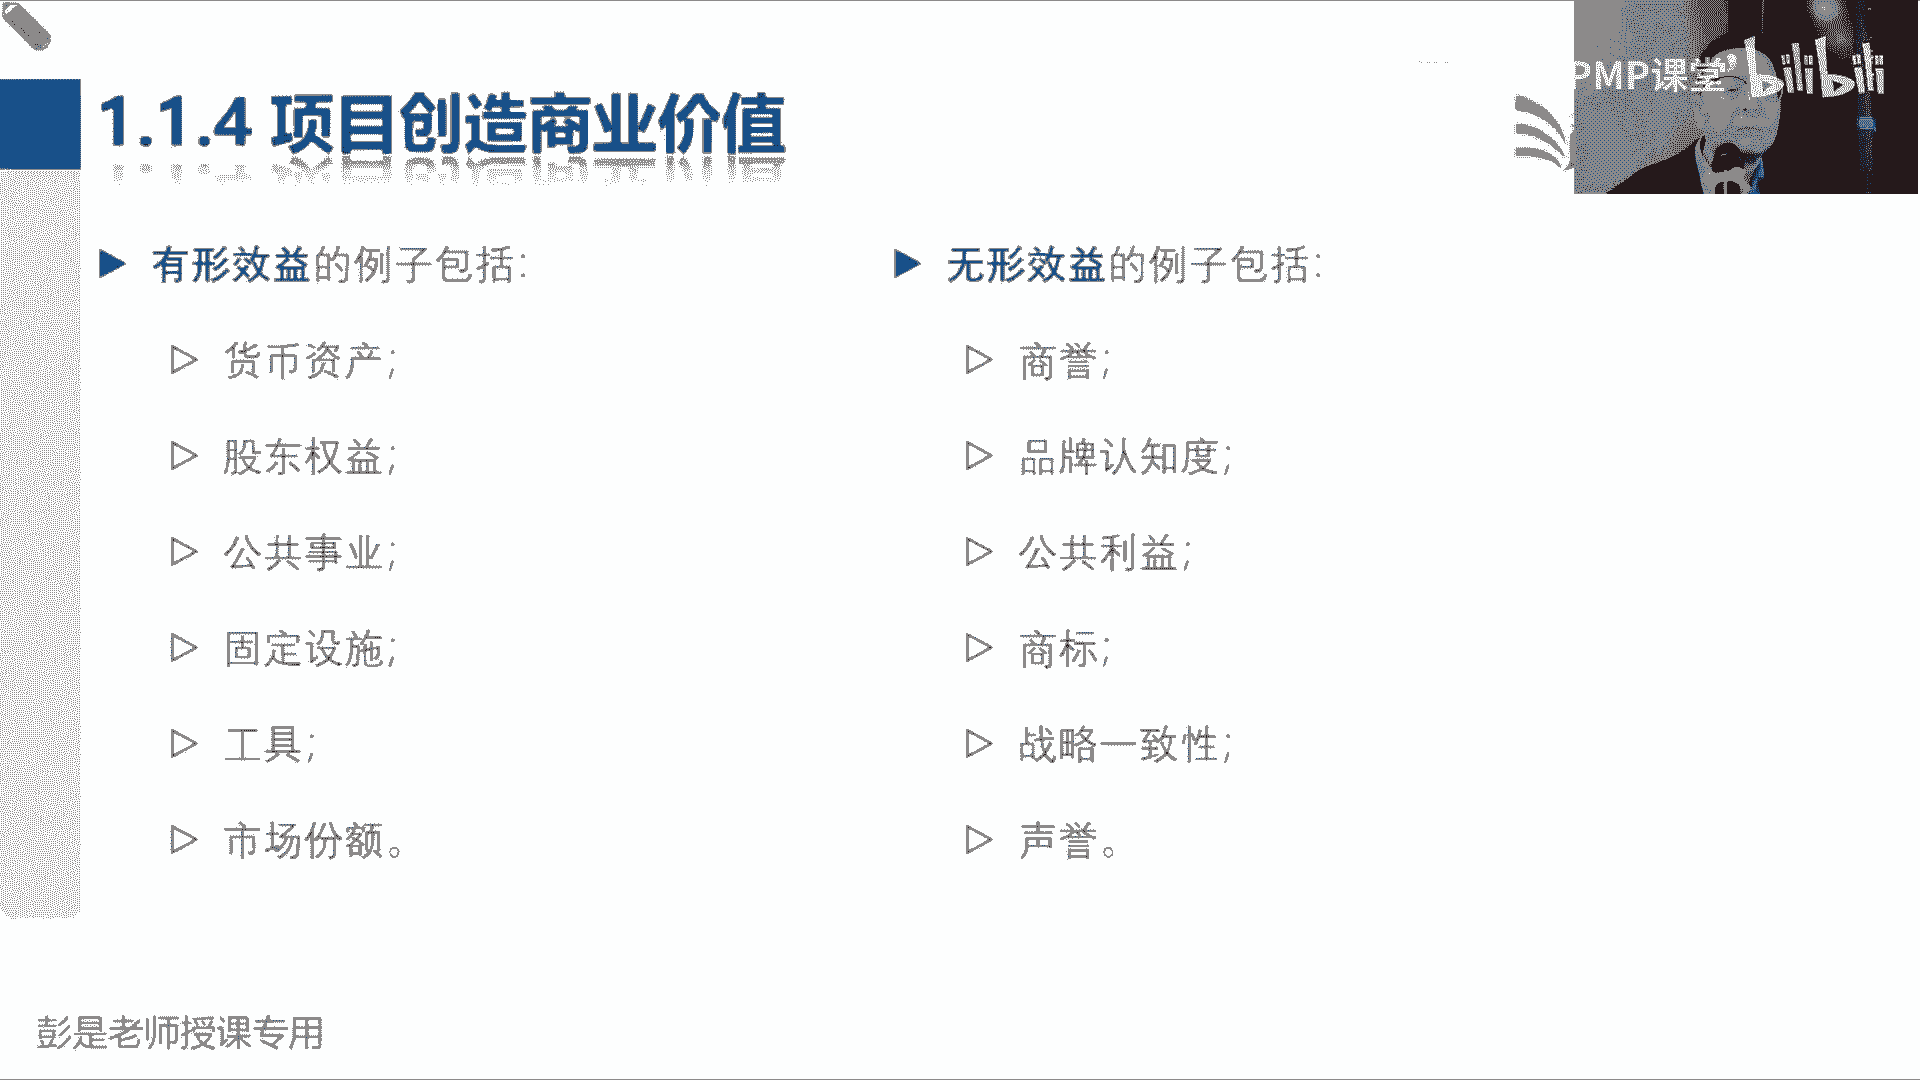 PMP课堂 bilibili
1.1.4 项目创造商业价值
有形效益的例子包括:
货币资产;
股东权益;
公共事业;
固定设施;
工具;
市场份额。
无形效益的例子包括:
商誉;
品牌认知度;
公共利益;
商标;
战略一致性;
声誉。
彭是老师授课专用